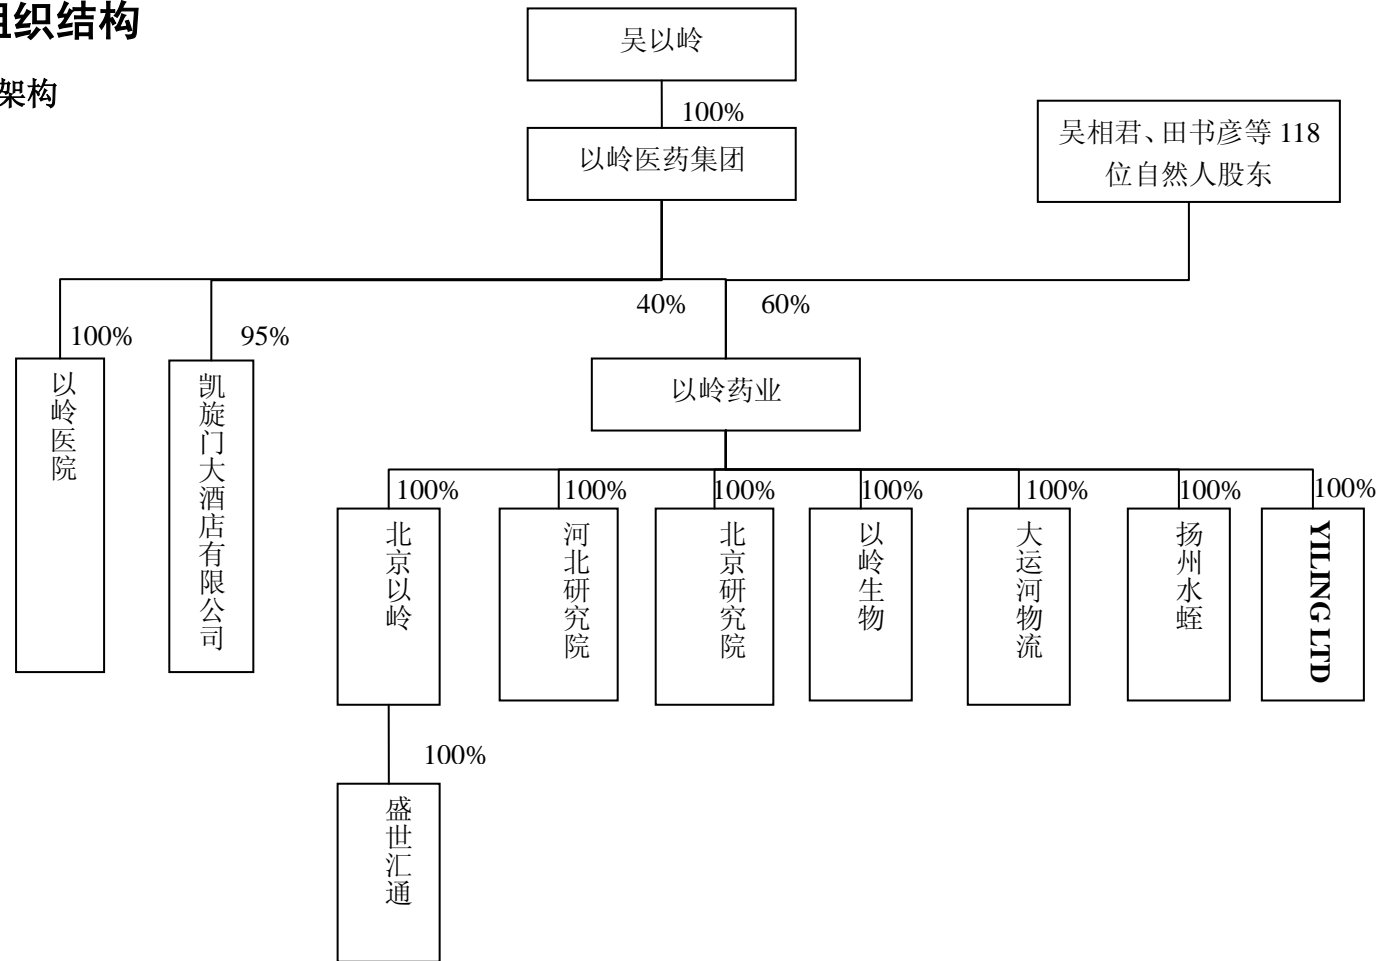 组织结构
架构
吴以岭
100%
以岭医药集团
吴相君、田书彦等 118
位自然人股东
40%
60%
100%
95%
以岭医院
凯旋门大酒店有限公司
以岭药业
100%
100%
100%
100%
100%
100%
100%
北京以岭
河北研究院
北京研究院
以岭生物
大运河物流
扬州水蛭
YILING LTD
100%
盛世汇通